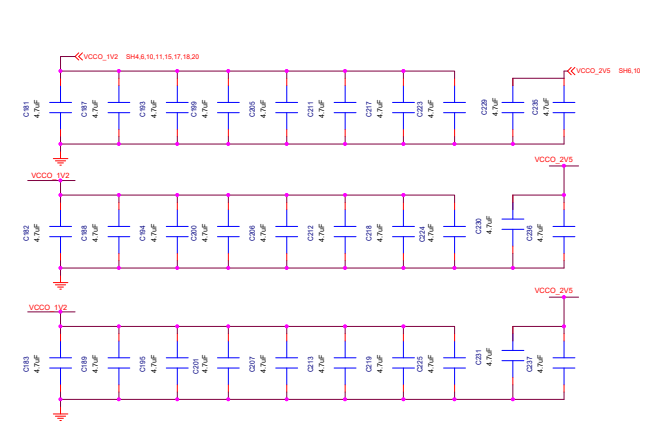 VCCO_1V2 SH4,6,10,11,15,17,18,20
VCCO_2V5 SH6,10
C181 4.7uF
C187 4.7uF
C193 4.7uF
C199 4.7uF
C205 4.7uF
C211 4.7uF
C217 4.7uF
C223 4.7uF
C229 4.7uF
C235 4.7uF
VCCO_1V2
VCCO_2V5
C182 4.7uF
C188 4.7uF
C194 4.7uF
C200 4.7uF
C206 4.7uF
C212 4.7uF
C218 4.7uF
C224 4.7uF
C230 4.7uF
C236 4.7uF
VCCO_1V2
VCCO_2V5
C183 4.7uF
C189 4.7uF
C195 4.7uF
C201 4.7uF
C207 4.7uF
C213 4.7uF
C219 4.7uF
C225 4.7uF
C231 4.7uF
C237 4.7uF